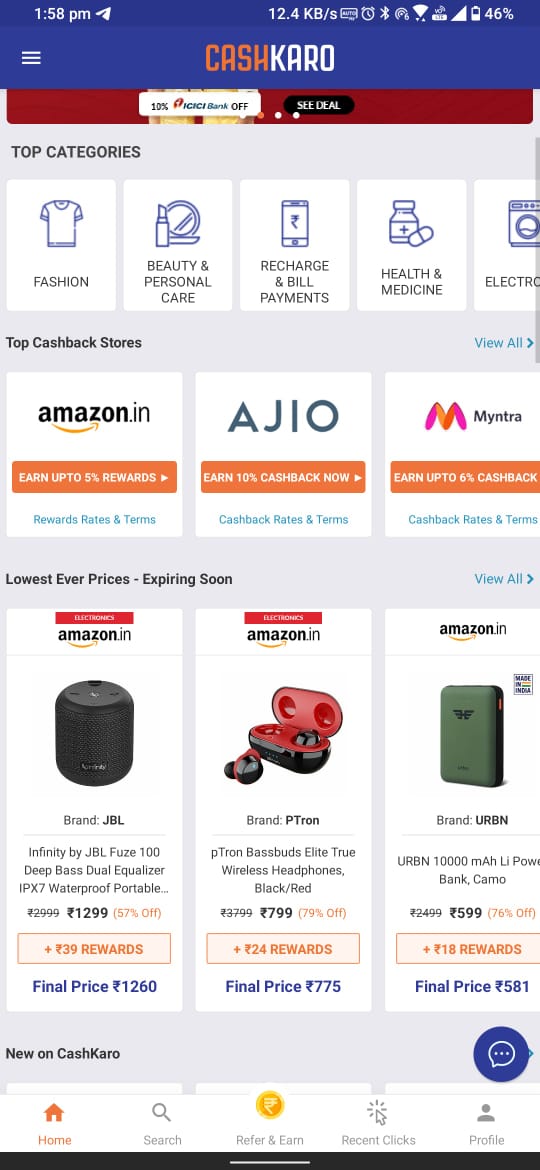 1:58 pm
12.4 KB/s
46%
CASHKARO
10% ICICI Bank OFF
SEE DEAL
TOP CATEGORIES
FASHION
BEAUTY &
PERSONAL
CARE
RECHARGE
& BILL
PAYMENTS
HEALTH &
MEDICINE
ELECTRO
Top Cashback Stores
View All
amazon.in
AJIO
Myntra
EARN UPTO 5% REWARDS ►
EARN 10% CASHBACK NOW ►
EARN UPTO 6% CASHBACK
Rewards Rates & Terms
Cashback Rates & Terms
Cashback Rates & Terms
Lowest Ever Prices - Expiring Soon
View All
ELECTRONICS
amazon.in
Infinity
Brand: JBL
Infinity by JBL Fuze 100
Deep Bass Dual Equalizer
IPX7 Waterproof Portable...
₹2999 ₹1299 (57% Off)
+ ₹39 REWARDS
Final Price ₹1260
ELECTRONICS
amazon.in
Brand: PTron
pTron Bassbuds Elite True
Wireless Headphones,
Black/Red
₹3799 ₹799 (79% Off)
+ ₹24 REWARDS
Final Price ₹775
amazon.in
MADE
IN
INDIA
Brand: URBN
URBN 10000 mAh Li Powe
Bank, Camo
₹2499 ₹599 (76% Off)
+ ₹18 REWARDS
Final Price ₹581
New on CashKaro
Home
Search
Refer & Earn
Recent Clicks
Profile